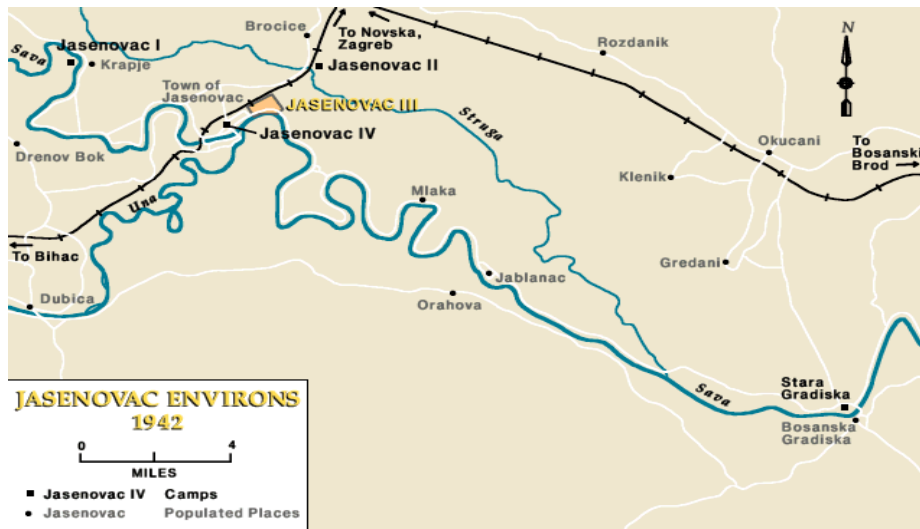 Brocice
To Novska,
Zagreb
Rozdanik
N
Sava
Jasenovac I
Krapje
Jasenovac II
Town of
Jasenovac
JASENOVAC III
Jasenovac IV
Struga
Drenov Bok
Okucani
To
Bosanski
Brod
Klenik
Mlaka
Una
To Bihac
Gredani
Jablanac
Dubica
Orahova
Sava
Stara
Gradiska
Bosanska
Gradiska
JASENOVAC ENVIRONS
1942
0 4
MILES
Jasenovac IV Camps
Jasenovac Populated Places